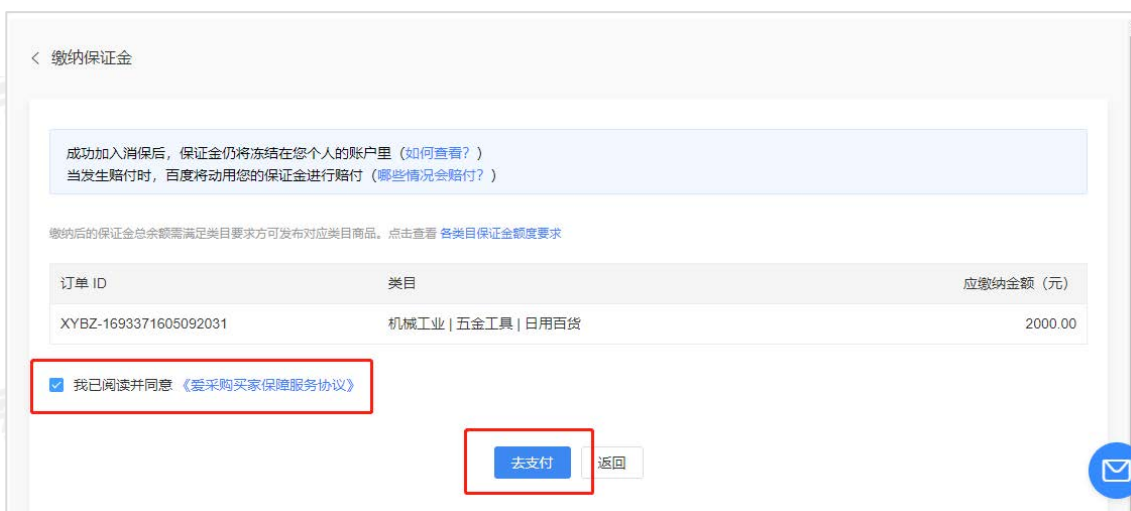 < 缴纳保证金
成功加入消保后，保证金仍将冻结在您个人的账户里（如何查看？）
当发生赔付时，百度将动用您的保证金进行赔付（哪些情况会赔付？）
缴纳后的保证金总余额需满足类目要求方可发布对应类目商品。点击查看 各类目保证金额度要求
订单 ID 类目 应缴纳金额（元）
XYBZ-1693371605092031 机械工业 | 五金工具 | 日用百货 2000.00
我已阅读并同意 《爱采购买家保障服务协议》
去支付 返回